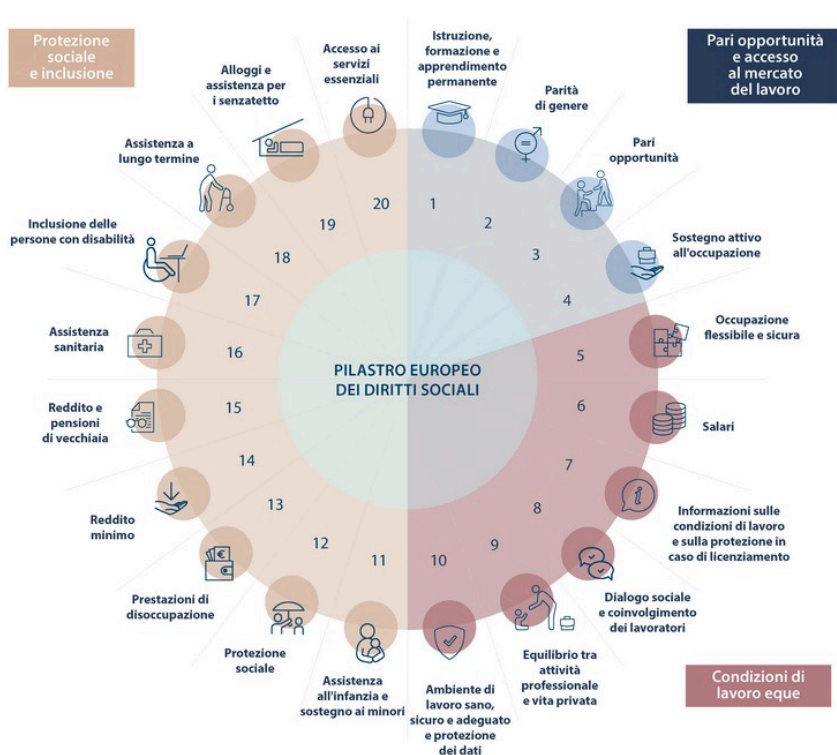 Protezione
sociale
e inclusione
Pari opportunità
e accesso
al mercato
del lavoro
Condizioni di
lavoro eque
PILASTRO EUROPEO
DEI DIRITTI SOCIALI
1
Istruzione,
formazione e
apprendimento
permanente
2
Parità
di genere
3
Pari
opportunità
4
Sostegno attivo
all'occupazione
5
Occupazione
flessibile e sicura
6
Salari
7
Informazioni sulle
condizioni di lavoro
e sulla protezione in
caso di licenziamento
8
Dialogo sociale
e coinvolgimento
dei lavoratori
9
Equilibrio tra
attività
professionale
e vita privata
10
Ambiente di
lavoro sano,
sicuro e adeguato
e protezione
dei dati
11
Assistenza
all'infanzia e
sostegno ai minori
12
Protezione
sociale
13
Prestazioni di
disoccupazione
€
14
Reddito
minimo
15
Reddito e
pensioni
di vecchiaia
16
Assistenza
sanitaria
17
Inclusione delle
persone con disabilità
18
Assistenza a
lungo termine
19
Alloggi e
assistenza per
i senzatetto
20
Accesso ai
servizi
essenziali